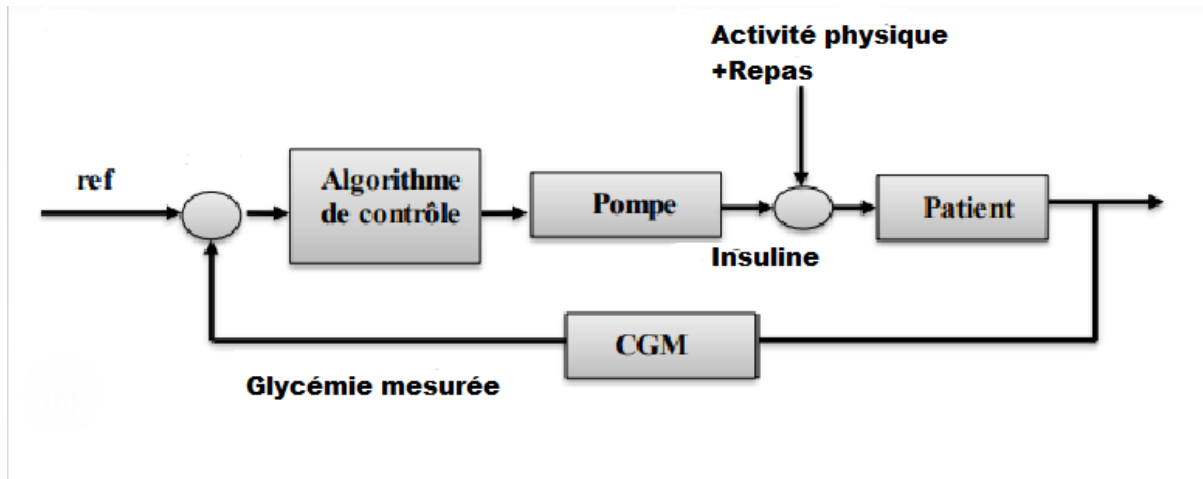 Activité physique
+Repas
ref
Algorithme
de contrôle
Pompe
Patient
Insuline
CGM
Glycémie mesurée